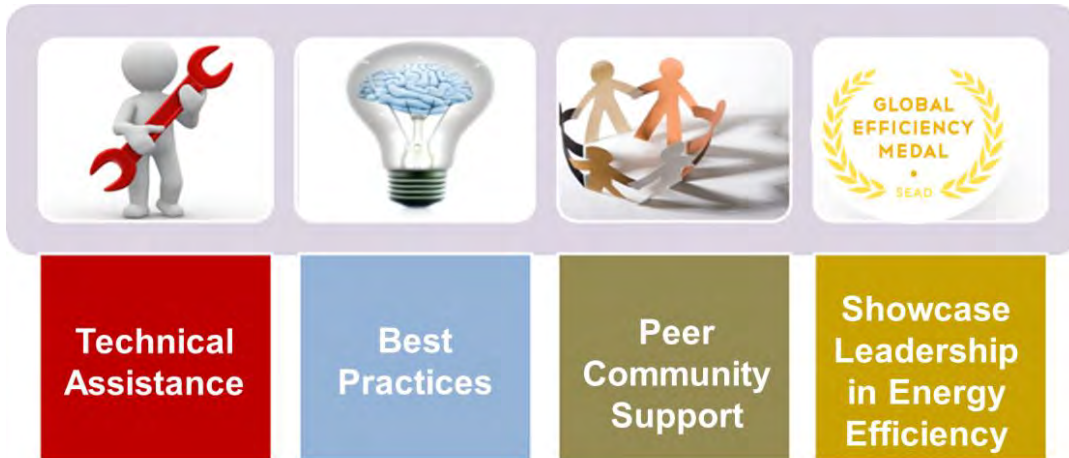 GLOBAL
EFFICIENCY
MEDAL
SEAD
Technical
Assistance
Best
Practices
Peer
Community
Support
Showcase
Leadership
in Energy
Efficiency